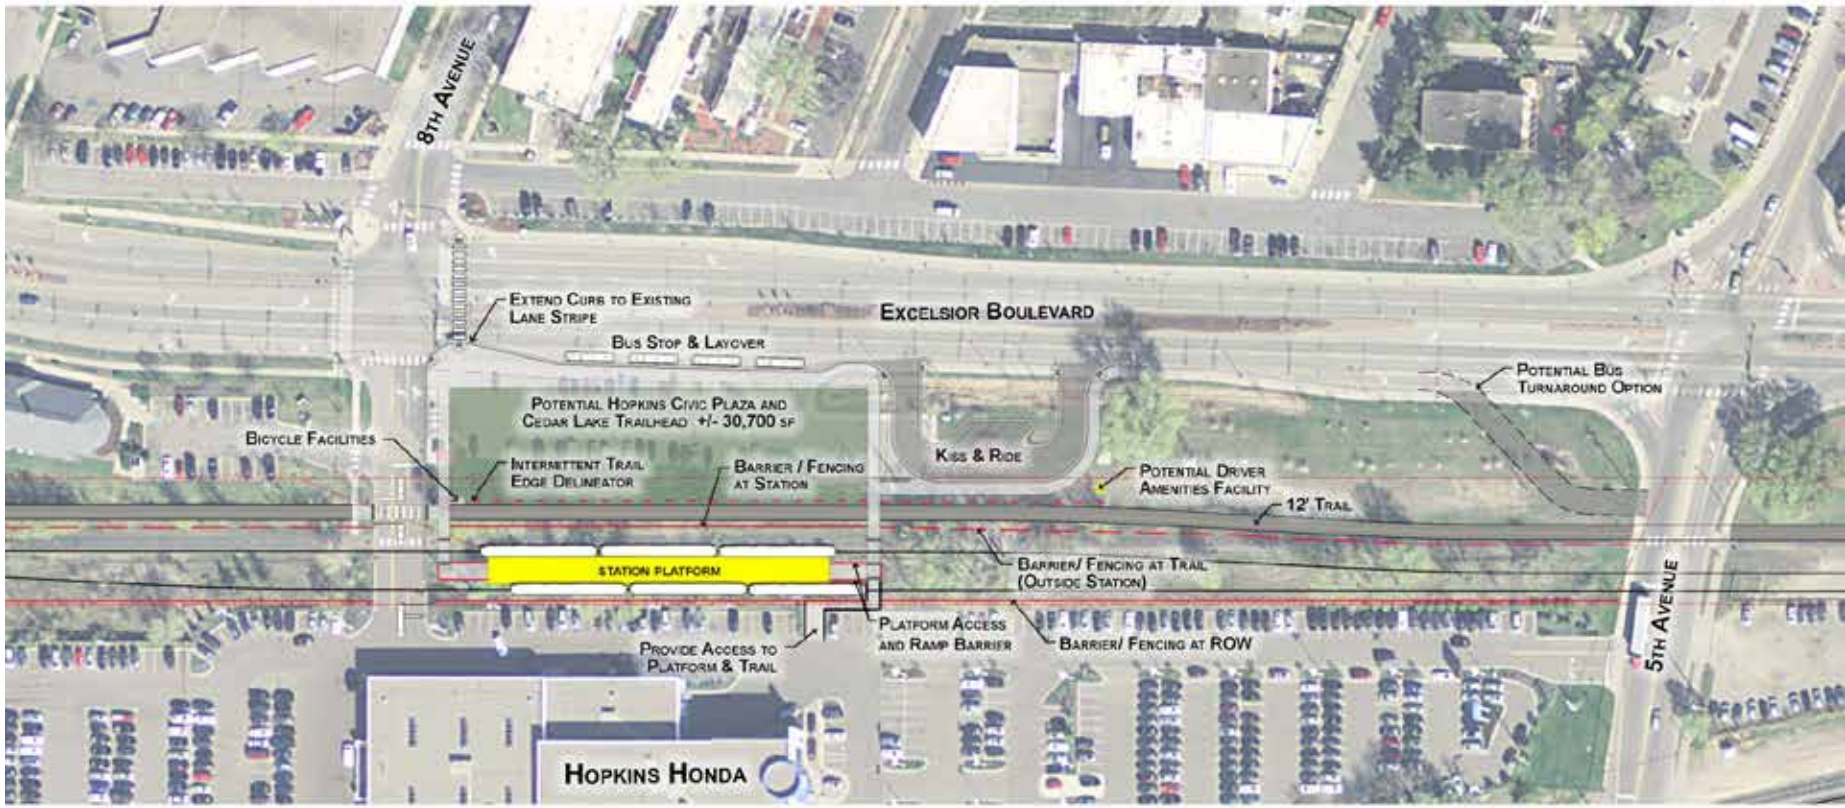 8TH AVENUE
EXTEND CURB TO EXISTING
LANE STRIPE
EXCELSIOR BOULEVARD
BUS STOP & LAYOVER
POTENTIAL BUS
TURNAROUND OPTION
POTENTIAL HOPKINS CIVIC PLAZA AND
CEDAR LAKE TRAILHEAD +/- 30,700 SF
BICYCLE FACILITIES
INTERMITTENT TRAIL
EDGE DELINEATOR
BARRIER / FENCING
AT STATION
KISS & RIDE
POTENTIAL DRIVER
AMENITIES FACILITY
12' TRAIL
STATION PLATFORM
BARRIER/ FENCING AT TRAIL
(OUTSIDE STATION)
5TH AVENUE
PLATFORM ACCESS
AND RAMP BARRIER
BARRIER/ FENCING AT ROW
PROVIDE ACCESS TO
PLATFORM & TRAIL
HOPKINS HONDA